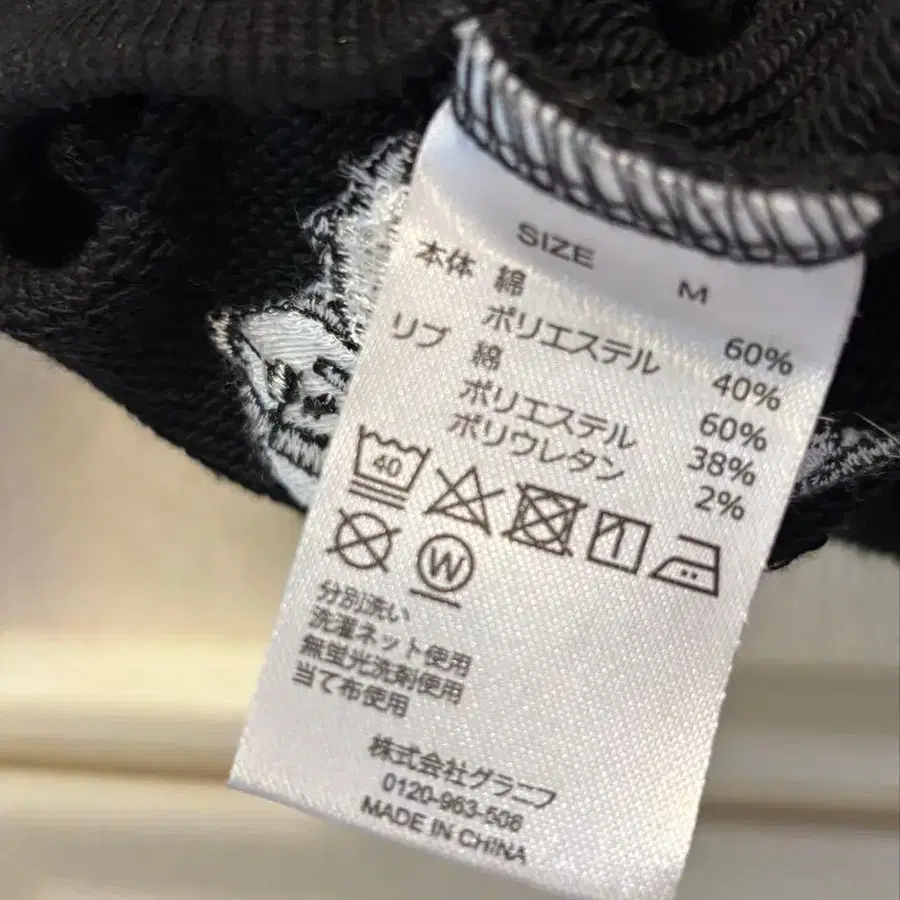 SIZE M
本体 綿 60%
ポリエステル 40%
リブ 綿 60%
ポリエステル 38%
ポリウレタン 2%
40
W
分別洗い
洗濯ネット使用
無蛍光洗剤使用
当て布使用
株式会社グラニフ
0120-963-506
MADE IN CHINA